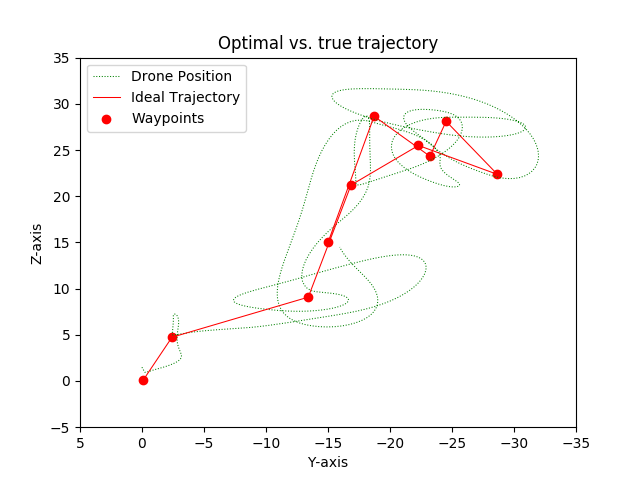 Optimal vs. true trajectory
Drone Position
Ideal Trajectory
Waypoints
35
30
25
20
15
10
5
0
−5
Z-axis
5 0 −5 −10 −15 −20 −25 −30 −35
Y-axis